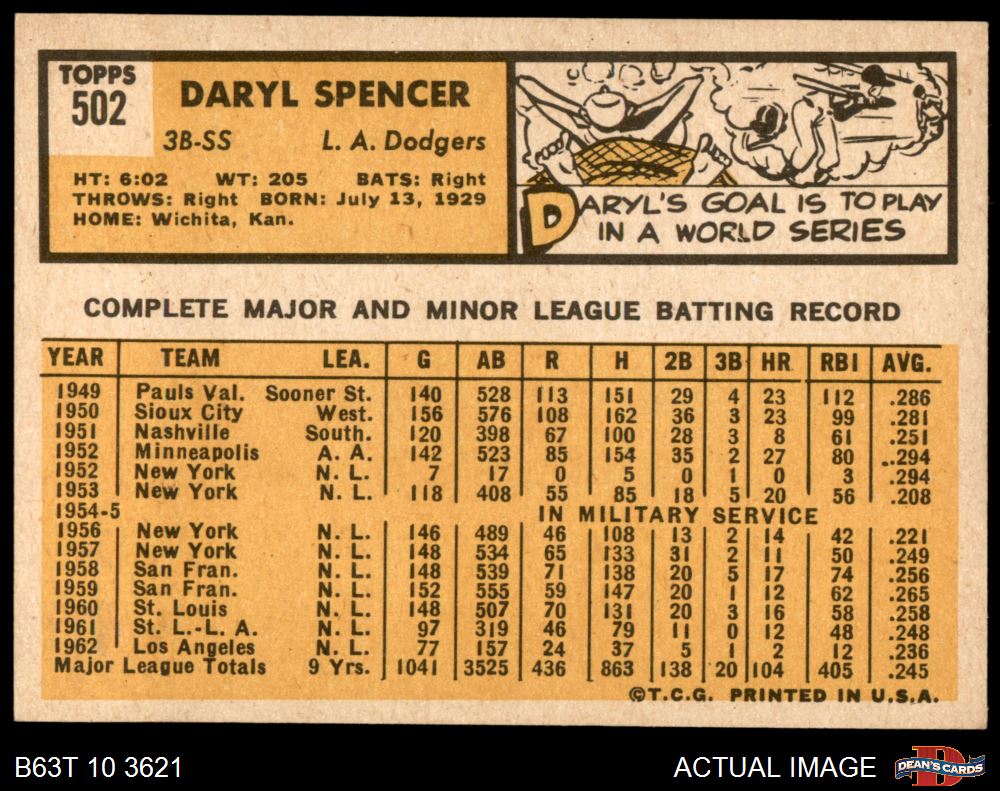 TOPPS
502
DARYL SPENCER
3B-SS L. A. Dodgers
HT: 6:02 WT: 205 BATS: Right
THROWS: Right BORN: July 13, 1929
HOME: Wichita, Kan.
DARYL'S GOAL IS TO PLAY
IN A WORLD SERIES
COMPLETE MAJOR AND MINOR LEAGUE BATTING RECORD
YEAR TEAM LEA. G AB R H 2B 3B HR RBI AVG.
1949 Pauls Val. Sooner St. 140 528 113 151 29 4 23 112 .286
1950 Sioux City West. 156 576 108 162 36 3 23 99 .281
1951 Nashville South. 120 398 67 100 28 3 8 61 .251
1952 Minneapolis A. A. 142 523 85 154 35 2 27 80 ..294
1952 New York N. L. 7 17 0 5 0 1 0 3 .294
1953 New York N. L. 118 408 55 85 18 5 20 56 .208
1954-5 IN MILITARY SERVICE
1956 New York N. L. 146 489 46 108 13 2 14 42 .221
1957 New York N. L. 148 534 65 133 31 2 11 50 .249
1958 San Fran. N. L. 148 539 71 138 20 5 17 74 .256
1959 San Fran. N. L. 152 555 59 147 20 1 12 62 .265
1960 St. Louis N. L. 148 507 70 131 20 3 16 58 .258
1961 St. L.-L. A. N. L. 97 319 46 79 11 0 12 48 .248
1962 Los Angeles N. L. 77 157 24 37 5 1 2 12 .236
Major League Totals 9 Yrs. 1041 3525 436 863 138 20 104 405 .245
©T.C.G. PRINTED IN U.S.A.
B63T 10 3621 ACTUAL IMAGE DEAN'S CARDS